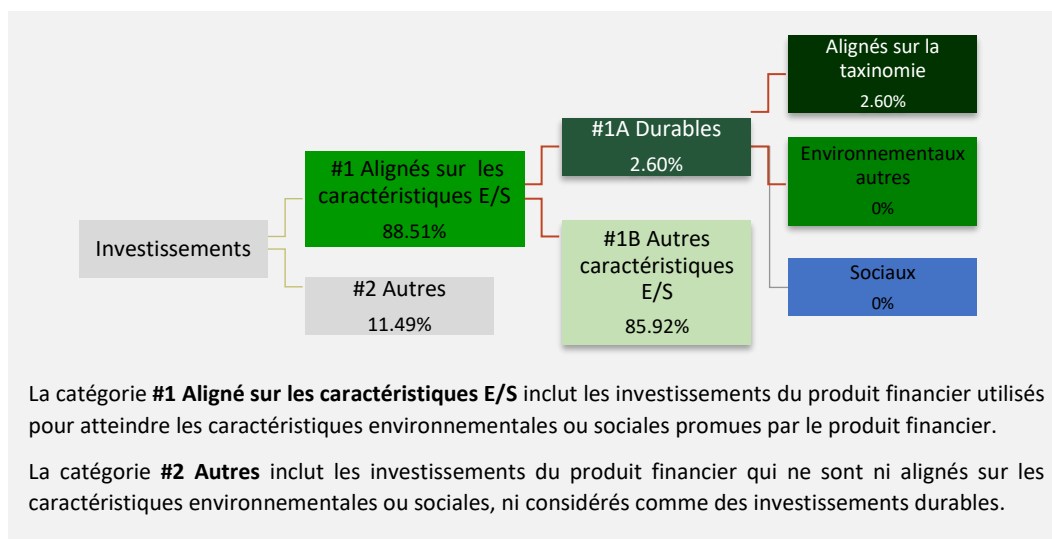 Investissements
#1 Alignés sur les
caractéristiques E/S
88.51%
#2 Autres
11.49%
#1A Durables
2.60%
#1B Autres
caractéristiques
E/S
85.92%
Alignés sur la
taxinomie
2.60%
Environnementaux
autres
0%
Sociaux
0%
La catégorie #1 Aligné sur les caractéristiques E/S inclut les investissements du produit financier utilisés
pour atteindre les caractéristiques environnementales ou sociales promues par le produit financier.
La catégorie #2 Autres inclut les investissements du produit financier qui ne sont ni alignés sur les
caractéristiques environnementales ou sociales, ni considérés comme des investissements durables.